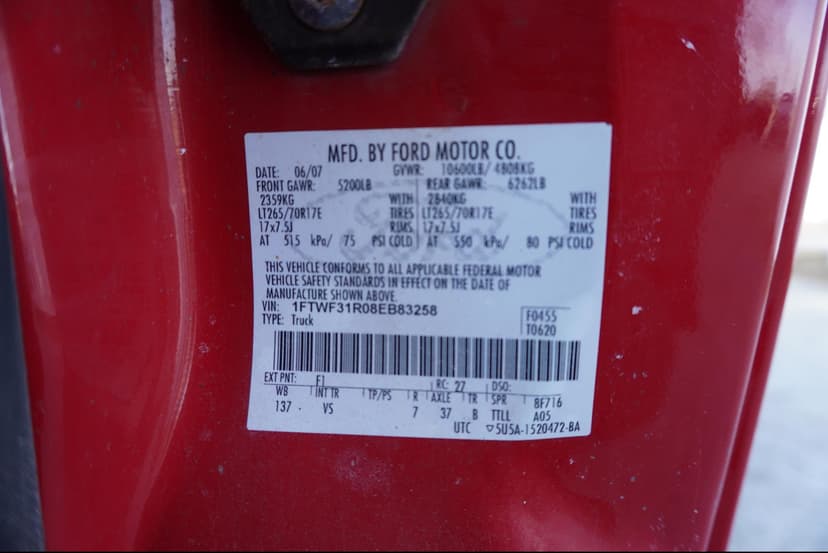 MFD. BY FORD MOTOR CO.
DATE: 06/07 GVWR: 10600LB/ 4808KG
FRONT GAWR: 5200LB REAR GAWR: 6262LB
2359KG WITH 2840KG WITH
LT265/70R17E TIRES LT265/70R17E TIRES
17x7.5J RIMS 17x7.5J RIMS
AT 515 kPa/ 75 PSI COLD AT 550 kPa/ 80 PSI COLD
THIS VEHICLE CONFORMS TO ALL APPLICABLE FEDERAL MOTOR
VEHICLE SAFETY STANDARDS IN EFFECT ON THE DATE OF
MANUFACTURE SHOWN ABOVE.
VIN: 1FTWF31R08EB83258 F0455
TYPE: Truck T0620
EXT PNT: F1 RC: 27 DSO:
WB INT TR TP/PS R AXLE TR SPR 8F716
137 VS 7 37 B TTLL A05
UTC ▽5U5A-1520472-BA